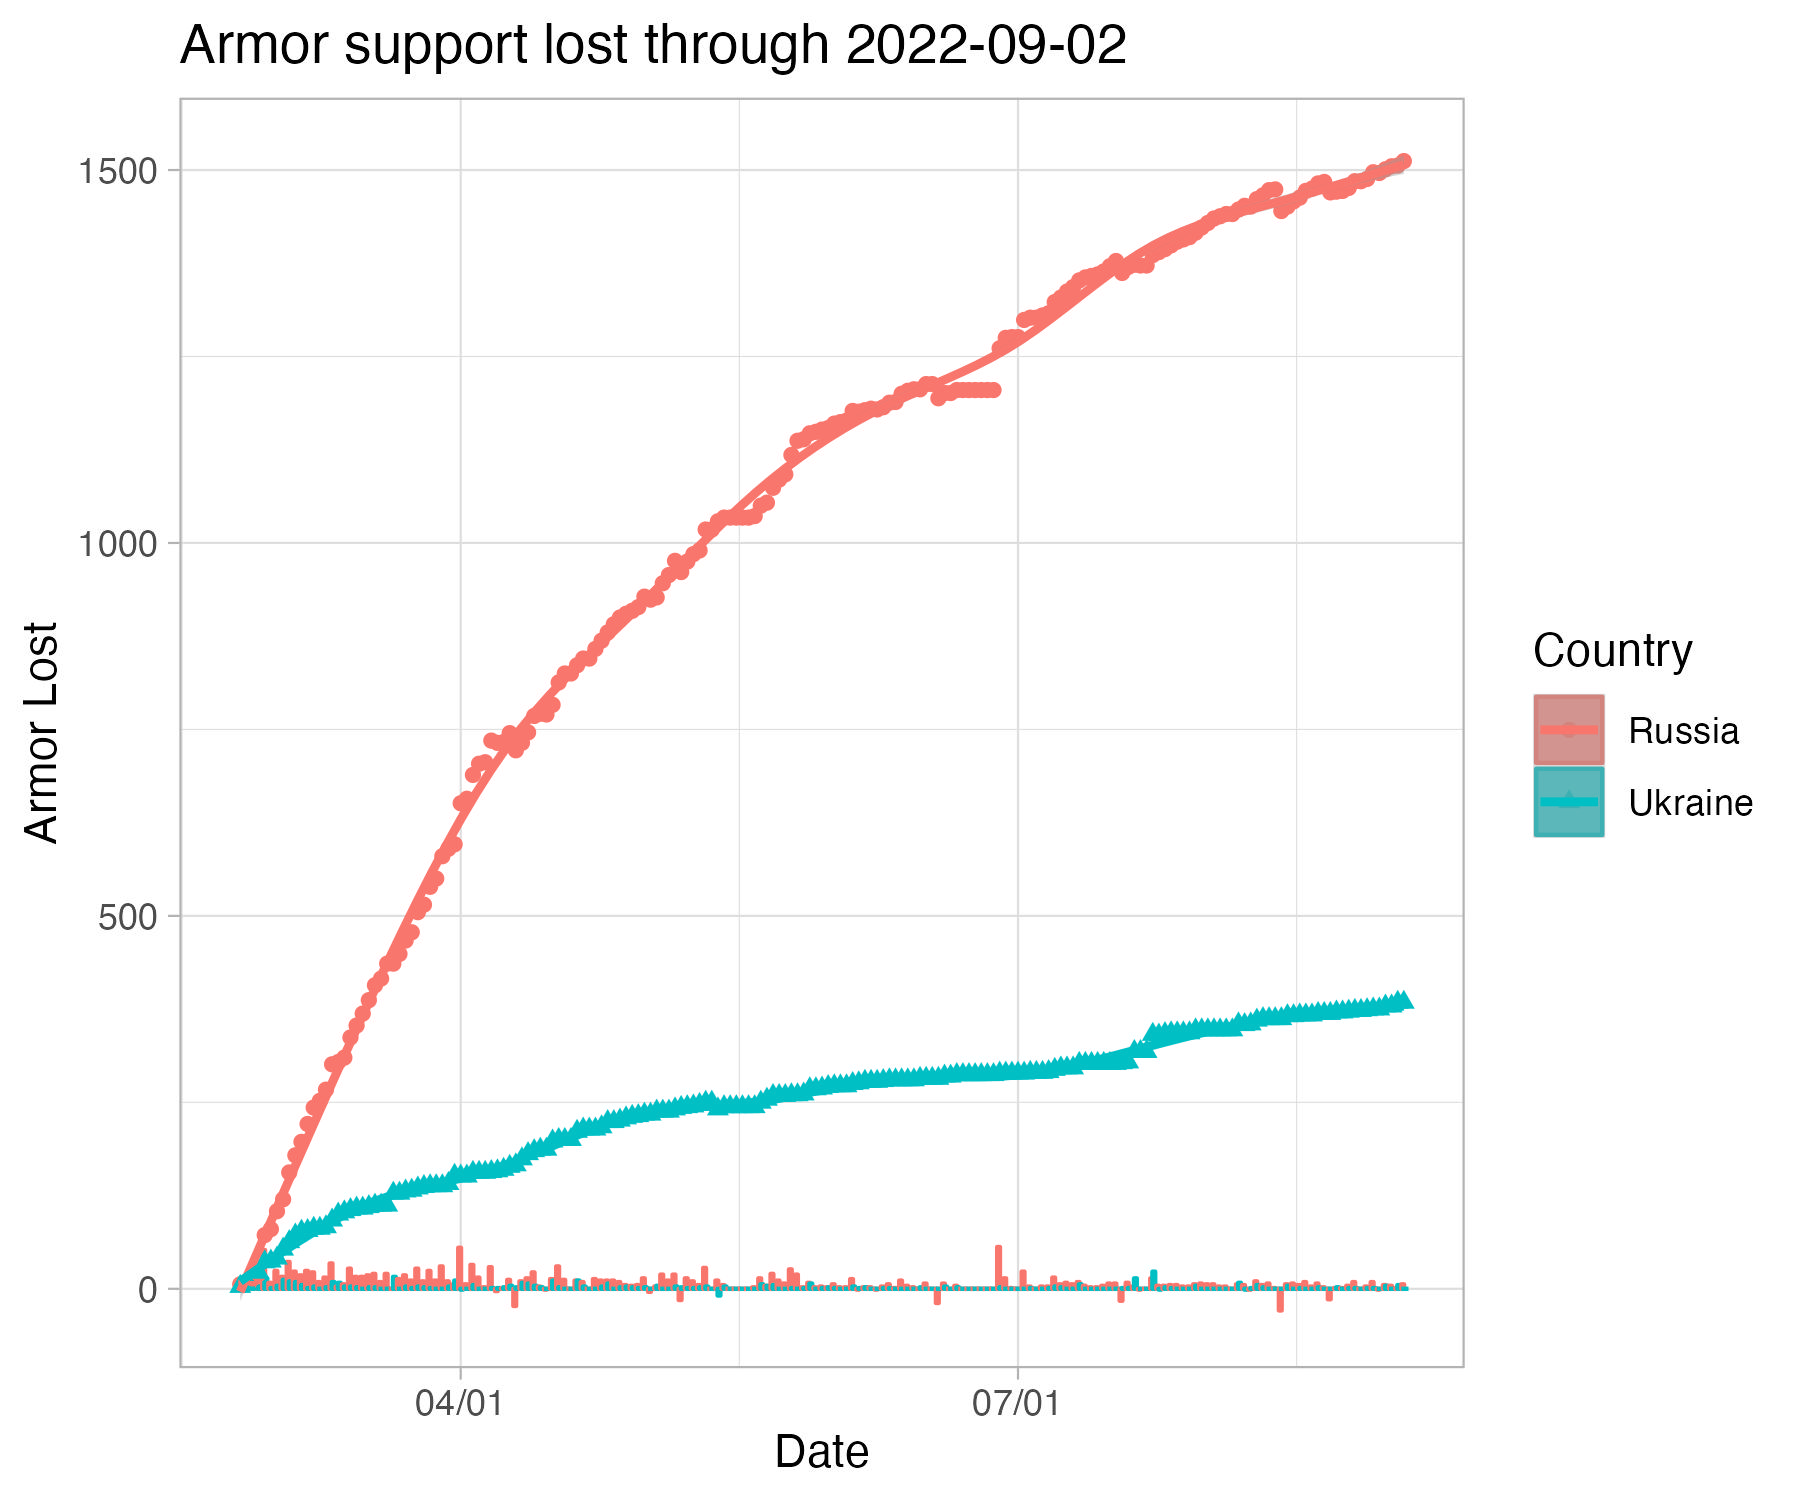 Armor support lost through 2022-09-02
1500
1000
500
0
Armor Lost
04/01
07/01
Date
Country
Russia
Ukraine